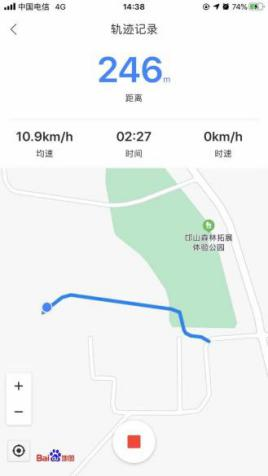 中国电信 4G 14:38 74%
轨迹记录
246m
距离
10.9km/h 02:27 0km/h
均速 时间 时速
邙山森林拓展
体验公园
+
−
Bai地图